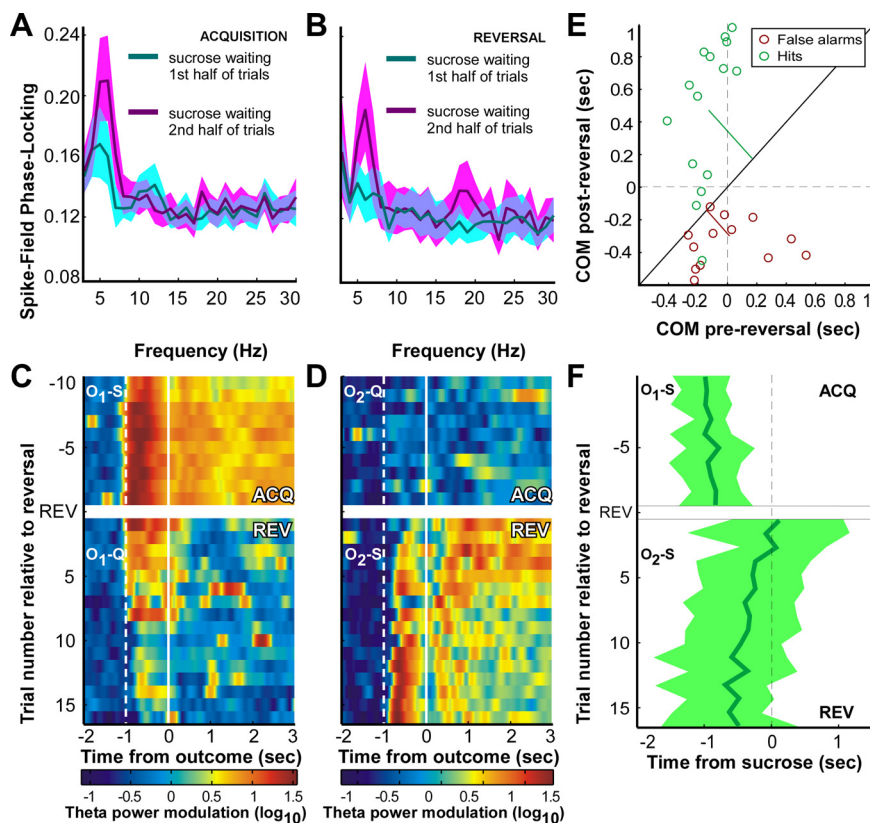 A
ACQUISITION
sucrose waiting
1st half of trials
sucrose waiting
2nd half of trials
Spike-Field Phase-Locking
0.24
0.20
0.16
0.12
0.08
5 10 15 20 25 30
Frequency (Hz)
B
REVERSAL
sucrose waiting
1st half of trials
sucrose waiting
2nd half of trials
5 10 15 20 25 30
Frequency (Hz)
E
False alarms
Hits
COM post-reversal (sec)
1
0.8
0.6
0.4
0.2
0
-0.2
-0.4
-0.6 -0.4 -0.2 0 0.2 0.4 0.6 0.8 1
COM pre-reversal (sec)
C
O1-S
ACQ
REV
O1-Q
Trial number relative to reversal
-10
-5
REV
5
10
15
-2 -1 0 1 2 3
Time from outcome (sec)
-1 -0.5 0 0.5 1 1.5
Theta power modulation (log10)
D
O2-Q
ACQ
REV
O2-S
-2 -1 0 1 2 3
Time from outcome (sec)
-1 -0.5 0 0.5 1 1.5
Theta power modulation (log10)
F
O1-S
ACQ
O2-S
REV
Trial number relative to reversal
-5
REV
5
10
15
-2 -1 0 1
Time from sucrose (sec)